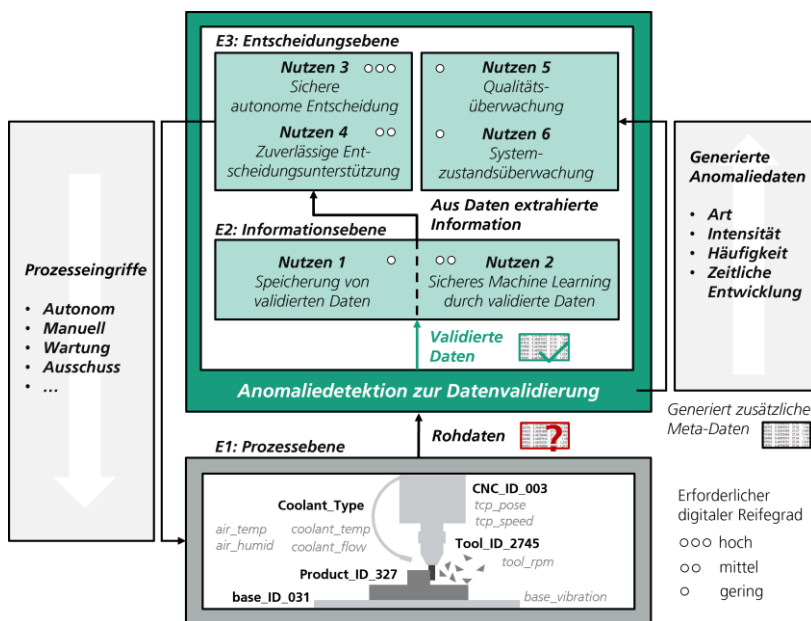 E3: Entscheidungsebene
Nutzen 3
Sichere
autonome Entscheidung
Nutzen 4
Zuverlässige Ent-
scheidungsunterstützung
Nutzen 5
Qualitäts-
überwachung
Nutzen 6
System-
zustandsüberwachung
Aus Daten extrahierte
Information
E2: Informationsebene
Nutzen 1
Speicherung von
validierten Daten
Nutzen 2
Sicheres Machine Learning
durch validierte Daten
Validierte
Daten
Anomaliedetektion zur Datenvalidierung
Prozesseingriffe
• Autonom
• Manuell
• Wartung
• Ausschuss
• ...
Generierte
Anomaliedaten
• Art
• Intensität
• Häufigkeit
• Zeitliche
Entwicklung
Generiert zusätzliche
Meta-Daten
Rohdaten
?
E1: Prozessebene
Coolant_Type
air_temp
air_humid
coolant_temp
coolant_flow
CNC_ID_003
tcp_pose
tcp_speed
Tool_ID_2745
tool_rpm
Product_ID_327
base_ID_031
base_vibration
Erforderlicher
digitaler Reifegrad
hoch
mittel
gering